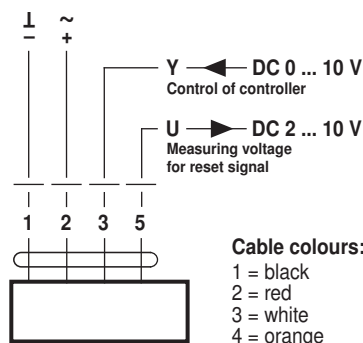 ⊥ ~
– +
Y DC 0 ... 10 V
Control of controller
U DC 2 ... 10 V
Measuring voltage
for reset signal
1 2 3 5
Cable colours:
1 = black
2 = red
3 = white
4 = orange